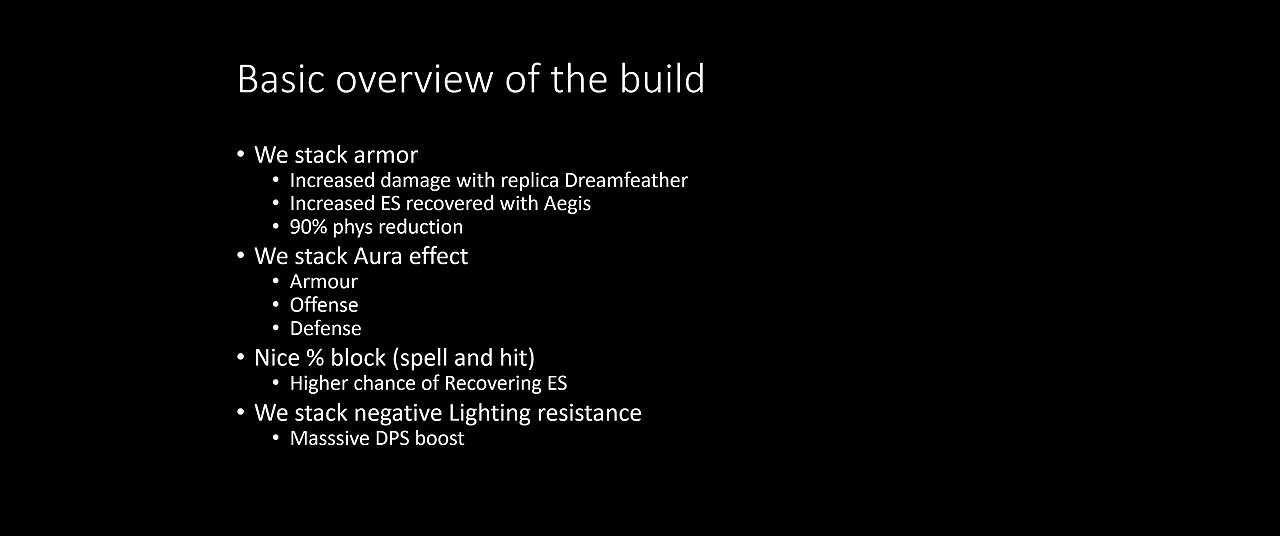 Basic overview of the build
• We stack armor
• Increased damage with replica Dreamfeather
• Increased ES recovered with Aegis
• 90% phys reduction
• We stack Aura effect
• Armour
• Offense
• Defense
• Nice % block (spell and hit)
• Higher chance of Recovering ES
• We stack negative Lighting resistance
• Masssive DPS boost